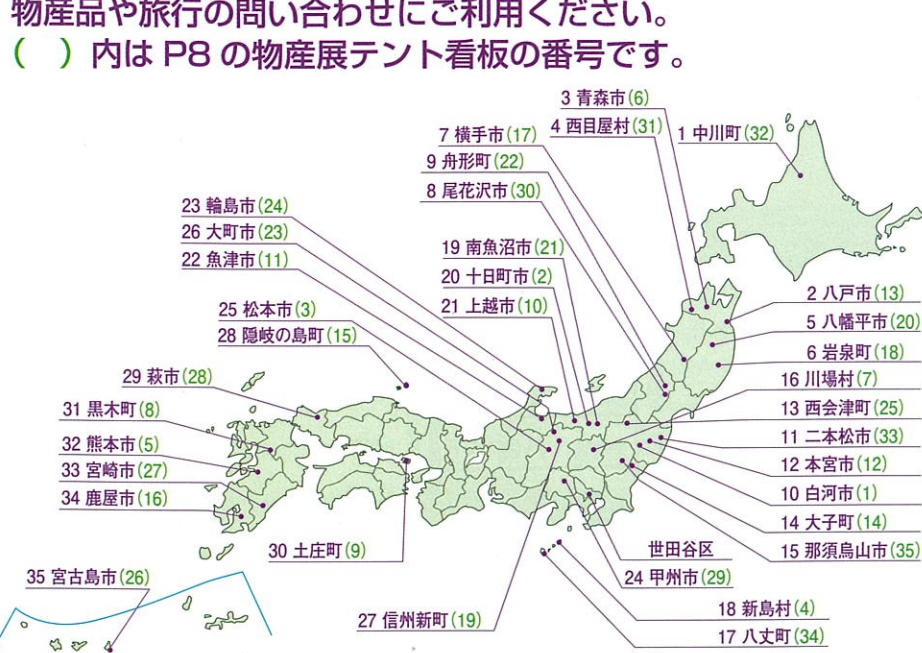 物産品や旅行の問い合わせにご利用ください。
( )内は P8 の物産展テント看板の番号です。
3 青森市(6)
4 西目屋村(31)
1 中川町(32)
7 横手市(17)
9 舟形町(22)
8 尾花沢市(30)
23 輪島市(24)
26 大町市(23)
22 魚津市(11)
19 南魚沼市(21)
20 十日町市(2)
21 上越市(10)
25 松本市(3)
28 隠岐の島町(15)
2 八戸市(13)
5 八幡平市(20)
6 岩泉町(18)
16 川場村(7)
13 西会津町(25)
11 二本松市(33)
12 本宮市(12)
10 白河市(1)
14 大子町(14)
15 那須烏山市(35)
29 萩市(28)
31 黒木町(8)
32 熊本市(5)
33 宮崎市(27)
34 鹿屋市(16)
30 土庄町(9)
世田谷区
24 甲州市(29)
35 宮古島市(26)
27 信州新町(19)
18 新島村(4)
17 八丈町(34)